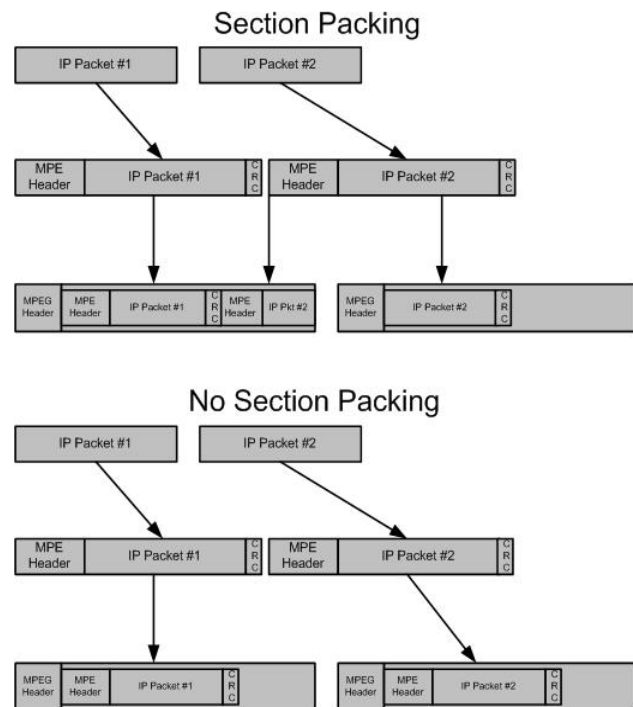 Section Packing
IP Packet #1
IP Packet #2
MPE
Header
IP Packet #1
C
R
C
MPE
Header
IP Packet #2
C
R
C
MPEG
Header
MPE
Header
IP Packet #1
C
R
C
MPE
Header
IP Pkt #2
MPEG
Header
IP Packet #2
C
R
C
No Section Packing
IP Packet #1
IP Packet #2
MPE
Header
IP Packet #1
C
R
C
MPE
Header
IP Packet #2
C
R
C
MPEG
Header
MPE
Header
IP Packet #1
C
R
C
MPEG
Header
MPE
Header
IP Packet #2
C
R
C